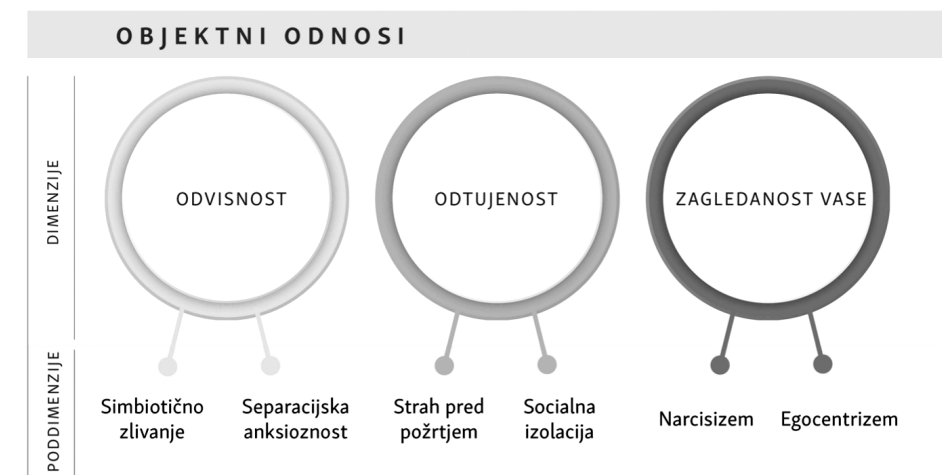 OBJEKTNI ODNOSI
DIMENZIJE
ODVISNOST
ODTUJENOST
ZAGLEDANOST VASE
PODDIMENZIJE
Simbiotično
zlivanje
Separacijska
anksioznost
Strah pred
požrtjem
Socialna
izolacija
Narcisizem
Egocentrizem